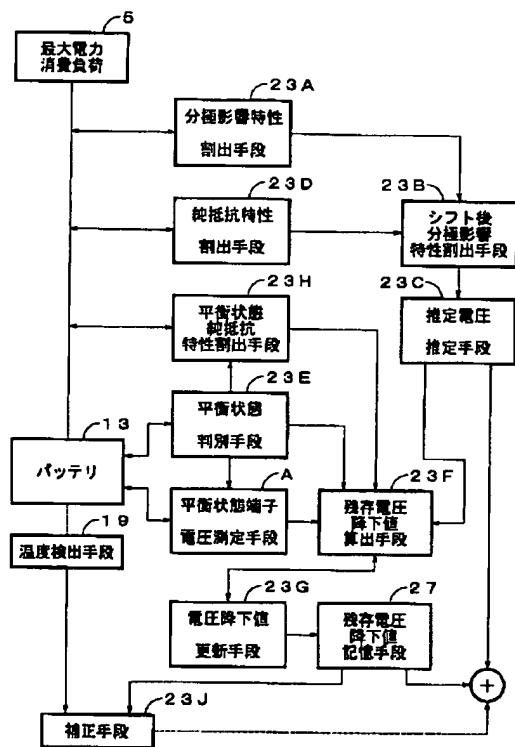 5
最大電力
消費負荷
23A
分極影響特性
割出手段
23D
純抵抗特性
割出手段
23B
シフト後
分極影響
特性割出手段
23H
平衡状態
純抵抗
特性割出手段
23C
推定電圧
推定手段
23E
平衡状態
判別手段
13
バッテリ
A
平衡状態端子
電圧測定手段
23F
残存電圧
降下値
算出手段
19
温度検出手段
23G
電圧降下値
更新手段
27
残存電圧
降下値
記憶手段
+
23J
補正手段